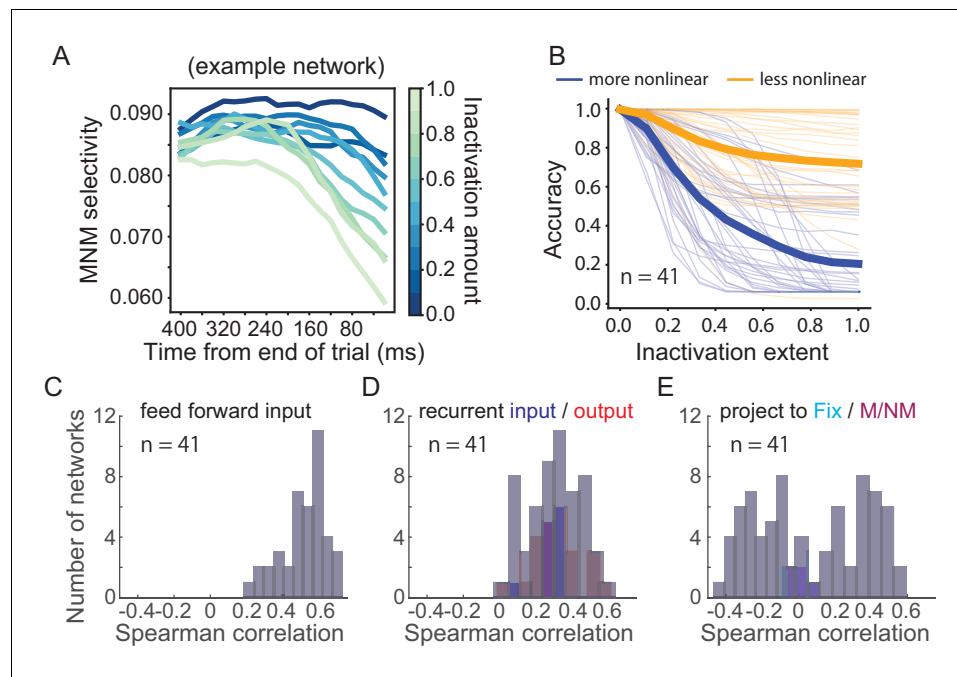 A
(example network)
MNM selectivity
0.090
0.080
0.070
0.060
400 320 240 160 80
Time from end of trial (ms)
1.0
0.8
0.6
0.4
0.2
0.0
Inactivation amount
B
more nonlinear
less nonlinear
Accuracy
1.0
0.8
0.6
0.4
0.2
0.0
n = 41
0.0 0.2 0.4 0.6 0.8 1.0
Inactivation extent
C
feed forward input
n = 41
Number of networks
12
8
4
0
-0.4 -0.2 0 0.2 0.4 0.6
Spearman correlation
D
recurrent input / output
n = 41
12
8
4
0
-0.4 -0.2 0 0.2 0.4 0.6
Spearman correlation
E
project to Fix / M/NM
n = 41
12
8
4
0
-0.4 -0.2 0 0.2 0.4 0.6
Spearman correlation